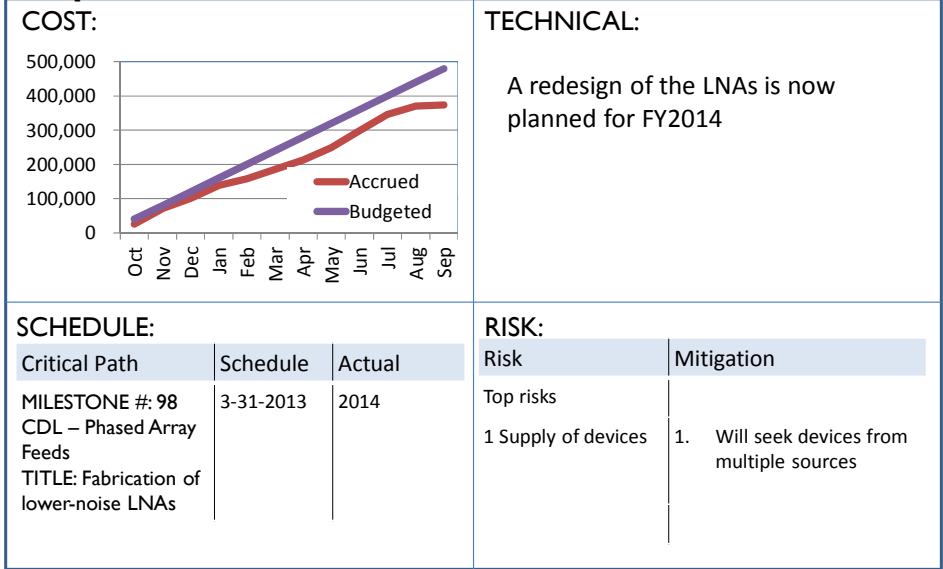 COST:
500,000
400,000
300,000
200,000
100,000
0
Accrued
Budgeted
Oct
Nov
Dec
Jan
Feb
Mar
Apr
May
Jun
Jul
Aug
Sep
TECHNICAL:
A redesign of the LNAs is now
planned for FY2014
SCHEDULE:
Critical Path Schedule Actual
MILESTONE #: 98 3-31-2013 2014
CDL – Phased Array
Feeds
TITLE: Fabrication of
lower-noise LNAs
RISK:
Risk Mitigation
Top risks
1 Supply of devices 1. Will seek devices from
multiple sources